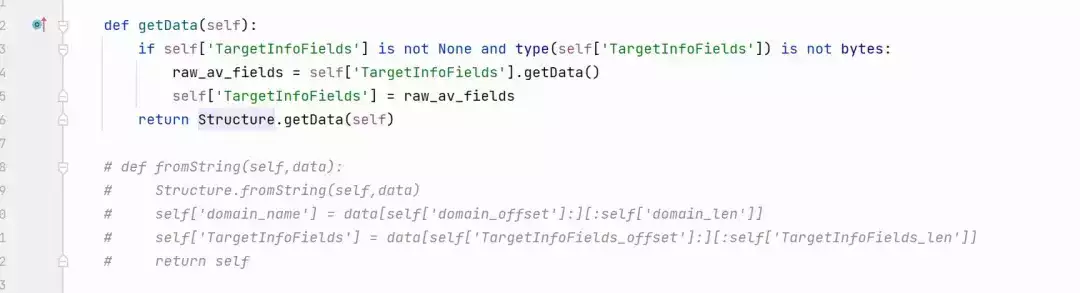 2 def getData(self):
3 if self['TargetInfoFields'] is not None and type(self['TargetInfoFields']) is not bytes:
4 raw_av_fields = self['TargetInfoFields'].getData()
5 self['TargetInfoFields'] = raw_av_fields
6 return Structure.getData(self)
7
8 # def fromString(self,data):
9 # Structure.fromString(self,data)
0 # self['domain_name'] = data[self['domain_offset']:][:self['domain_len']]
1 # self['TargetInfoFields'] = data[self['TargetInfoFields_offset']:][:self['TargetInfoFields_len']]
2 # return self
3